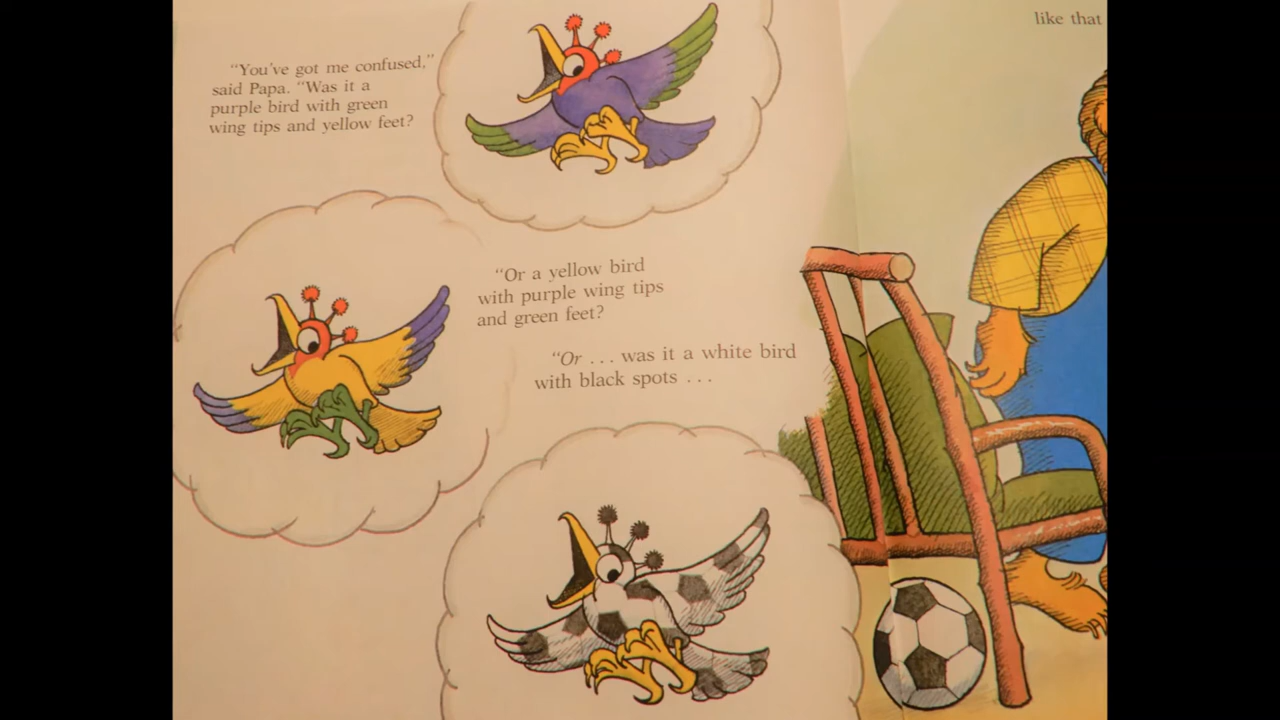 "You've got me confused,"
said Papa. "Was it a
purple bird with green
wing tips and yellow feet?
"Or a yellow bird
with purple wing tips
and green feet?
"Or . . . was it a white bird
with black spots . . .
like that